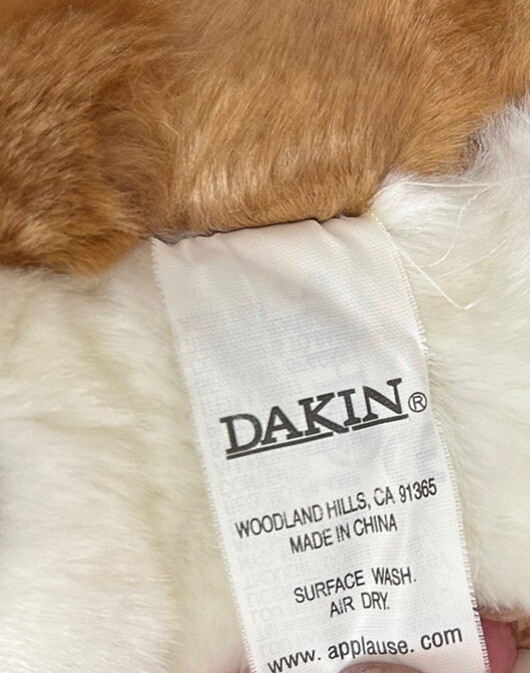 DAKIN®
WOODLAND HILLS, CA 91365
MADE IN CHINA
SURFACE WASH.
AIR DRY.
www. applause. com